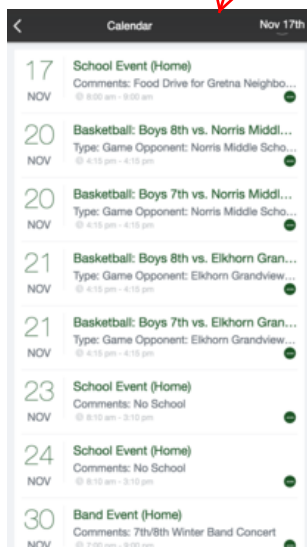 Calendar
Nov 17th
17
NOV
School Event (Home)
Comments: Food Drive for Gretna Neighbo...
8:00 am - 9:00 am
20
NOV
Basketball: Boys 8th vs. Norris Middl...
Type: Game Opponent: Norris Middle Scho...
4:15 pm - 4:15 pm
20
NOV
Basketball: Boys 7th vs. Norris Middl...
Type: Game Opponent: Norris Middle Scho...
4:15 pm - 4:15 pm
21
NOV
Basketball: Boys 8th vs. Elkhorn Gran...
Type: Game Opponent: Elkhorn Grandview...
4:15 pm - 4:15 pm
21
NOV
Basketball: Boys 7th vs. Elkhorn Gran...
Type: Game Opponent: Elkhorn Grandview...
4:15 pm - 4:15 pm
23
NOV
School Event (Home)
Comments: No School
8:10 am - 3:10 pm
24
NOV
School Event (Home)
Comments: No School
8:10 am - 3:10 pm
30
NOV
Band Event (Home)
Comments: 7th/8th Winter Band Concert
7:00 pm - 9:00 pm